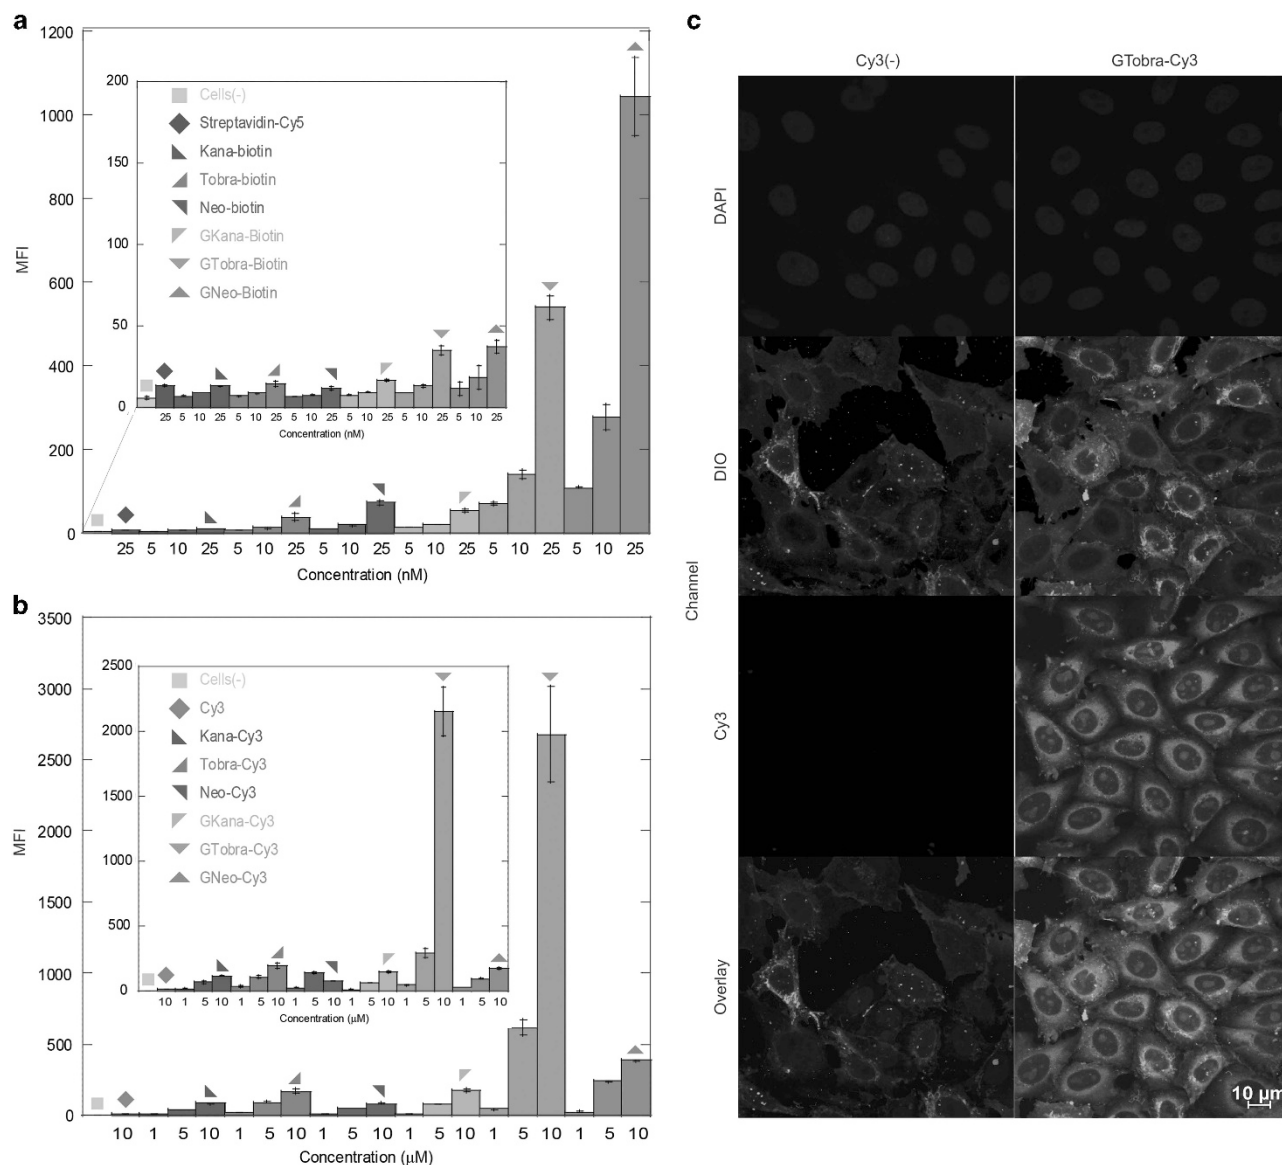 a
1200
1000
800
600
400
200
0
MFI
200
150
100
50
0
Cells(-)
Streptavidin-Cy5
Kana-biotin
Tobra-biotin
Neo-biotin
GKana-Biotin
GTobra-Biotin
GNeo-Biotin
25 5 10 25 5 10 25 5 10 25 5 10 25 5 10 25 5 10 25
Concentration (nM)
25 5 10 25 5 10 25 5 10 25 5 10 25 5 10 25 5 10 25
Concentration (nM)
b
3500
3000
2500
2000
1500
1000
500
0
MFI
2500
2000
1500
1000
500
0
Cells(-)
Cy3
Kana-Cy3
Tobra-Cy3
Neo-Cy3
GKana-Cy3
GTobra-Cy3
GNeo-Cy3
10 1 5 10 1 5 10 1 5 10 1 5 10 1 5 10 1 5 10
Concentration (μM)
10 1 5 10 1 5 10 1 5 10 1 5 10 1 5 10 1 5 10
Concentration (μM)
c
Cy3(-) GTobra-Cy3
Channel
DAPI
DIO
Cy3
Overlay
10 μm